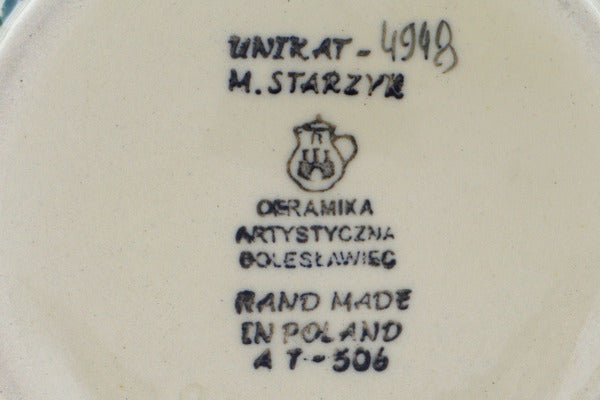 UNIKAT - 4948
M. STARZYK
CERAMIKA
ARTYSTYCZNA
BOLESŁAWIEC
HAND MADE
IN POLAND
A T - 506